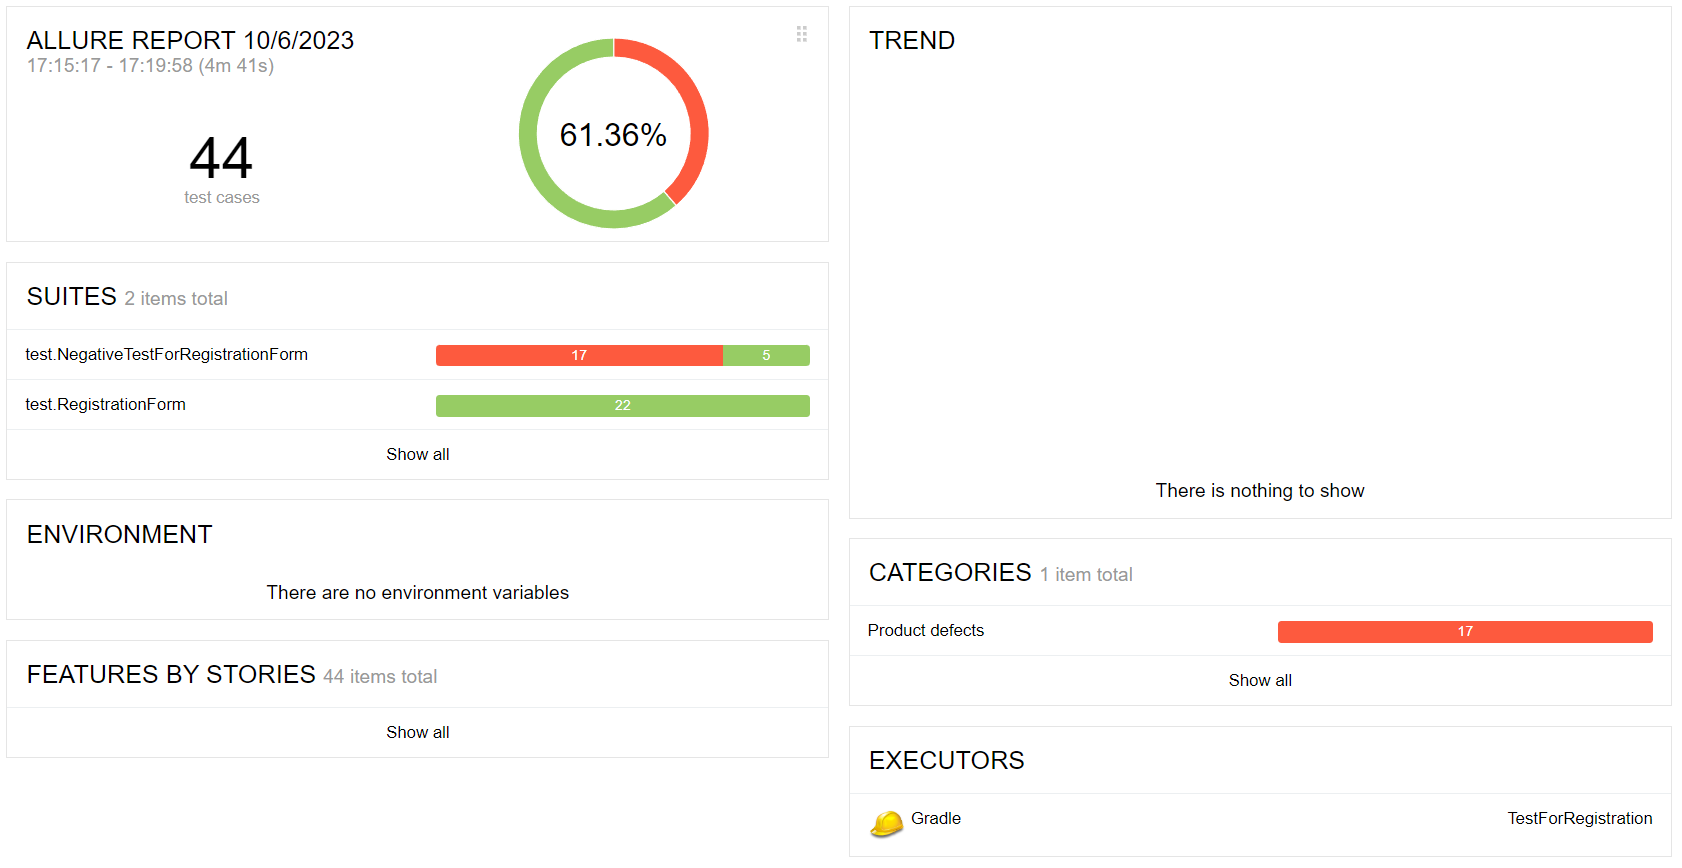 ALLURE REPORT 10/6/2023
17:15:17 - 17:19:58 (4m 41s)
44
test cases
61.36%
SUITES 2 items total
test.NegativeTestForRegistrationForm 17 5
test.RegistrationForm 22
Show all
ENVIRONMENT
There are no environment variables
FEATURES BY STORIES 44 items total
Show all
TREND
There is nothing to show
CATEGORIES 1 item total
Product defects 17
Show all
EXECUTORS
Gradle TestForRegistration